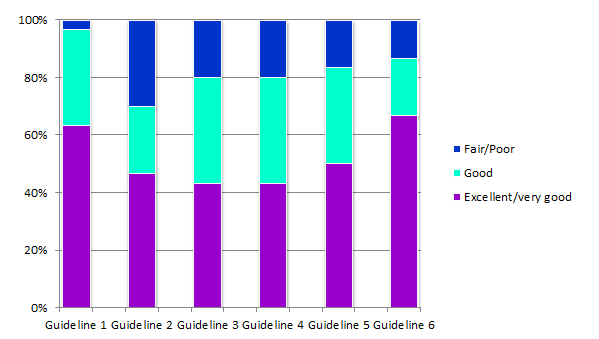 100%
80%
60%
40%
20%
0%
Guideline 1 Guideline 2 Guideline 3 Guideline 4 Guideline 5 Guideline 6
Fair/Poor
Good
Excellent/very good